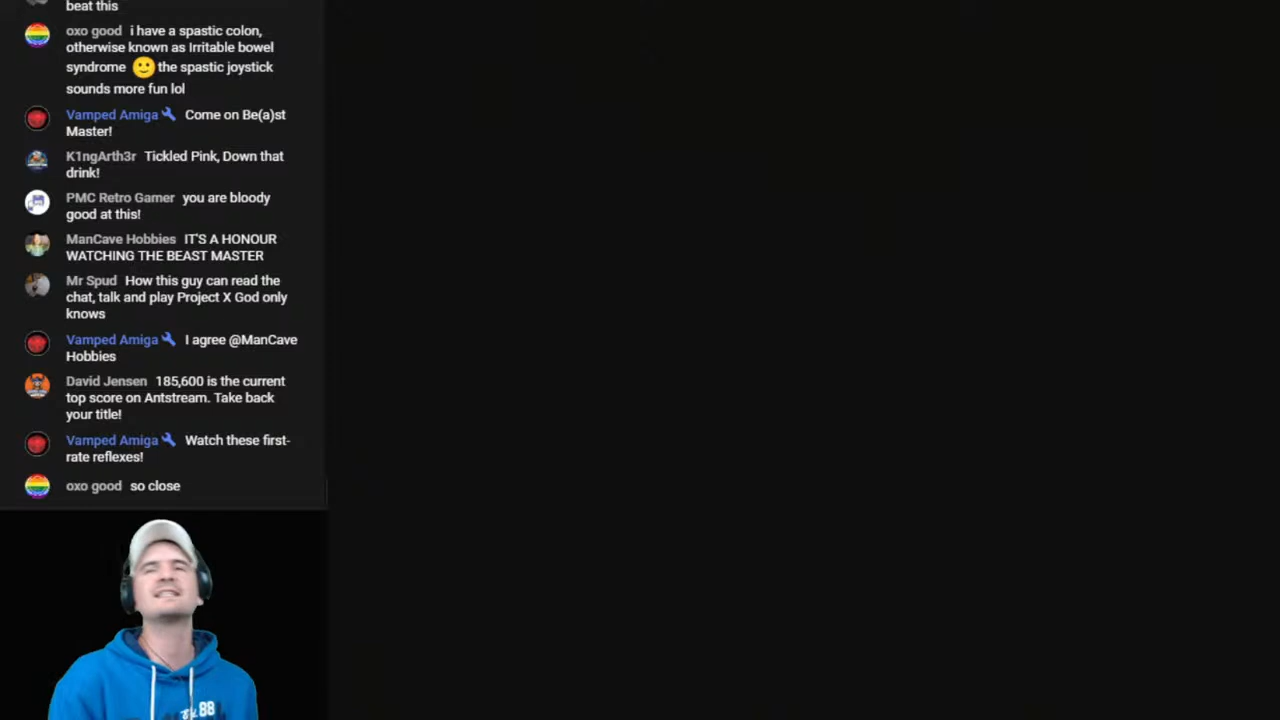 beat this
oxo good i have a spastic colon,
otherwise known as Irritable bowel
syndrome 🙂 the spastic joystick
sounds more fun lol
Vamped Amiga Come on Be(a)st
Master!
K1ngArth3r Tickled Pink, Down that
drink!
PMC Retro Gamer you are bloody
good at this!
ManCave Hobbies IT'S A HONOUR
WATCHING THE BEAST MASTER
Mr Spud How this guy can read the
chat, talk and play Project X God only
knows
Vamped Amiga I agree @ManCave
Hobbies
David Jensen 185,600 is the current
top score on Antstream. Take back
your title!
Vamped Amiga Watch these first-
rate reflexes!
oxo good so close
88